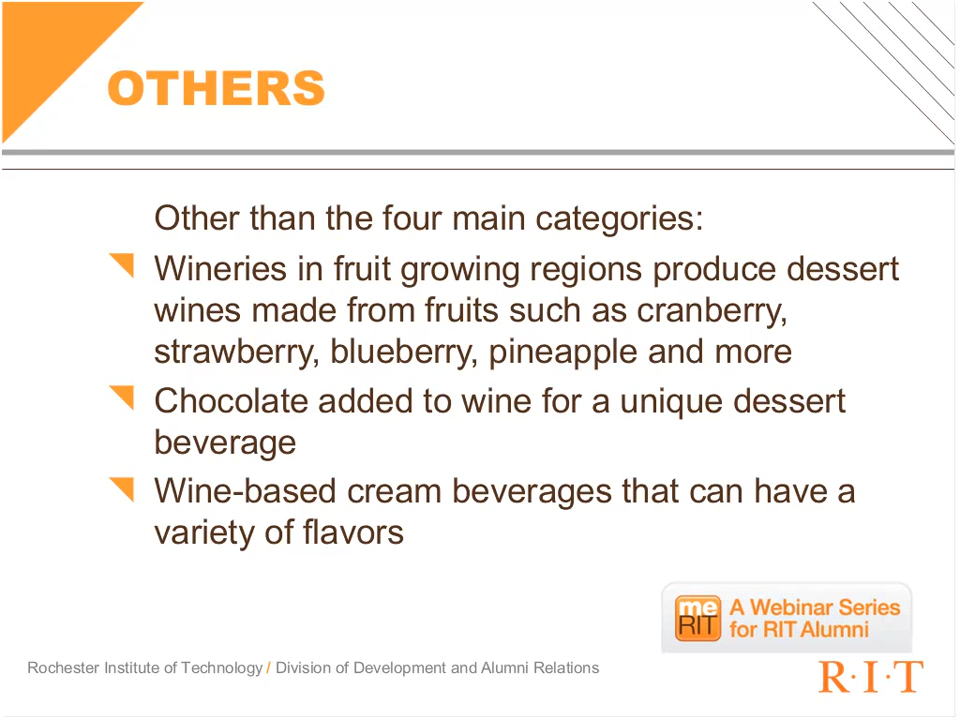 OTHERS
Other than the four main categories:
Wineries in fruit growing regions produce dessert
wines made from fruits such as cranberry,
strawberry, blueberry, pineapple and more
Chocolate added to wine for a unique dessert
beverage
Wine-based cream beverages that can have a
variety of flavors
me
RIT
A Webinar Series
for RIT Alumni
Rochester Institute of Technology / Division of Development and Alumni Relations
R·I·T